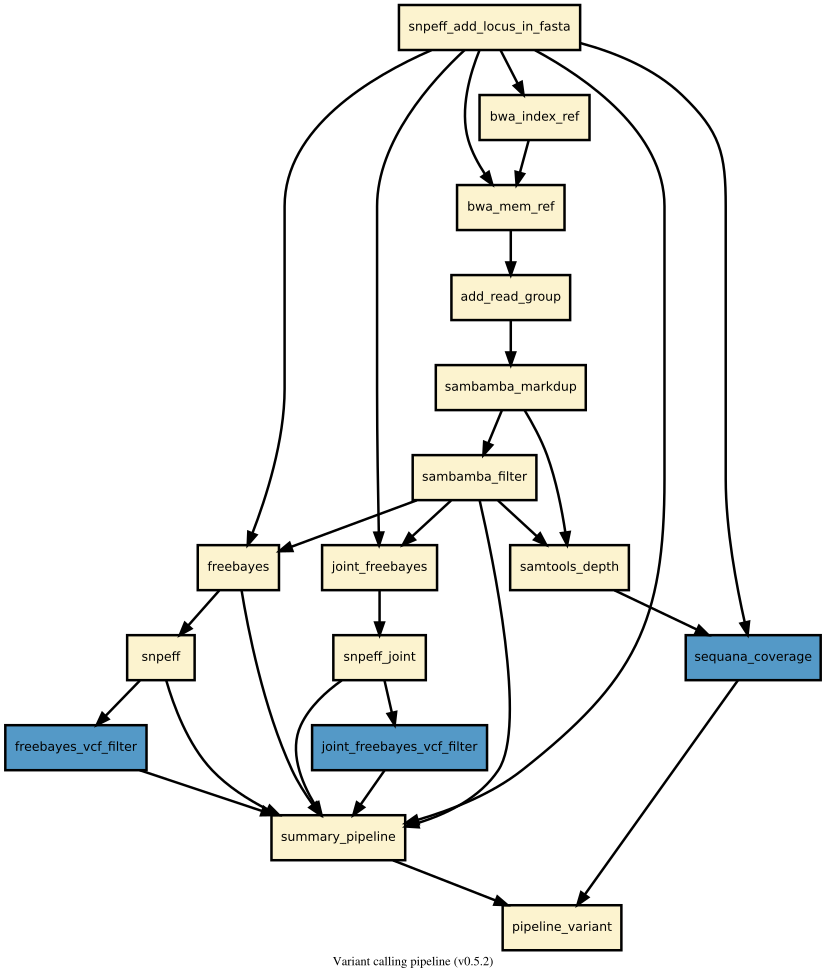 snpeff_add_locus_in_fasta
bwa_index_ref
bwa_mem_ref
add_read_group
sambamba_markdup
sambamba_filter
freebayes
joint_freebayes
samtools_depth
snpeff
snpeff_joint
sequana_coverage
freebayes_vcf_filter
joint_freebayes_vcf_filter
summary_pipeline
pipeline_variant
Variant calling pipeline (v0.5.2)